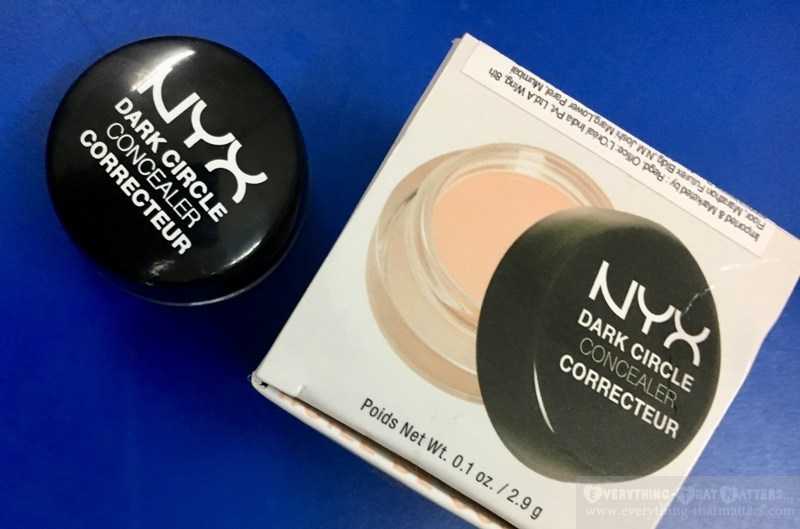 NYX
DARK CIRCLE
CONCEALER
CORRECTEUR
Imported & Marketed by : Regd. Office: L'Oreal India Pvt. Ltd.A Wing, 8th
Floor, Marathon Futurex Bldg.,N.M.Joshi Marg,Lower Parel, Mumbai
NYX
DARK CIRCLE
CONCEALER
CORRECTEUR
Poids Net Wt. 0.1 oz. / 2.9 g
EVERYTHING-THAT MATTERS...
www.everything-thatmatters.com